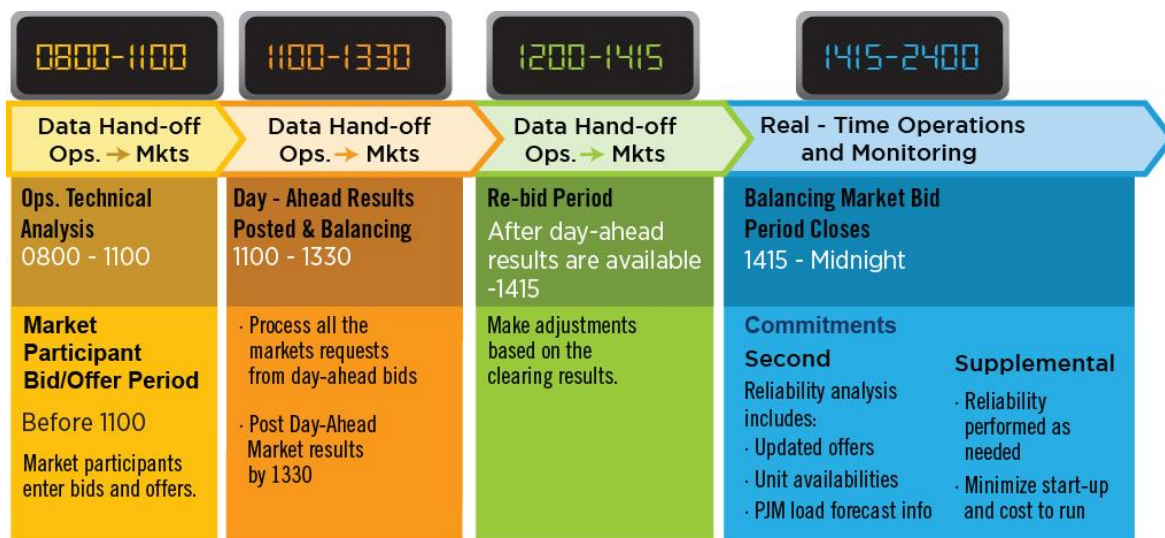 0800-1100
1100-1330
1200-1415
1415-2400
Data Hand-off
Ops. → Mkts
Data Hand-off
Ops. → Mkts
Data Hand-off
Ops. → Mkts
Real - Time Operations
and Monitoring
Ops. Technical
Analysis
0800 - 1100
Market
Participant
Bid/Offer Period
Before 1100
Market participants
enter bids and offers.
Day - Ahead Results
Posted & Balancing
1100 - 1330
· Process all the
markets requests
from day-ahead bids
· Post Day-Ahead
Market results
by 1330
Re-bid Period
After day-ahead
results are available
-1415
Make adjustments
based on the
clearing results.
Balancing Market Bid
Period Closes
1415 - Midnight
Commitments
Second
Reliability analysis
includes:
· Updated offers
· Unit availabilities
· PJM load forecast info
Supplemental
· Reliability
performed as
needed
· Minimize start-up
and cost to run